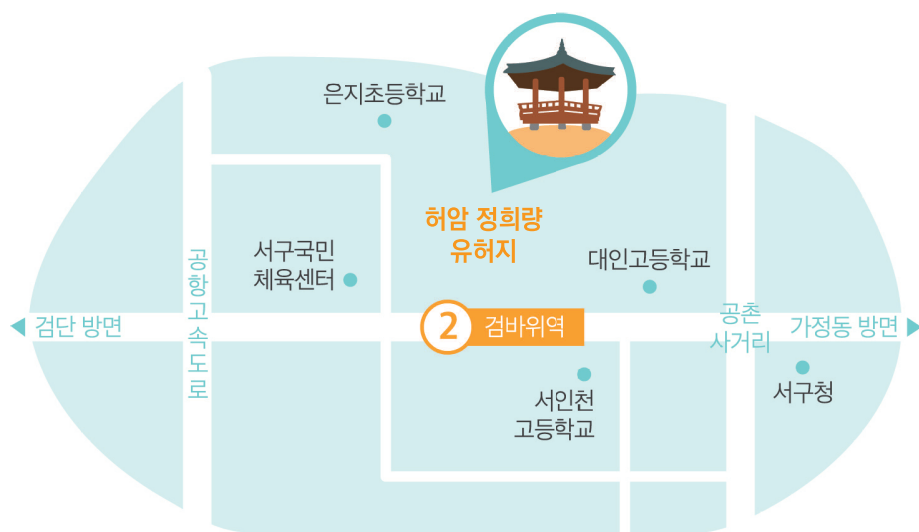 은지초등학교
허암 정희량
유허지
서구국민
체육센터
대인고등학교
공항고속도로
◀ 검단 방면
2 검바위역
공촌
사거리
가정동 방면 ▶
서인천
고등학교
서구청